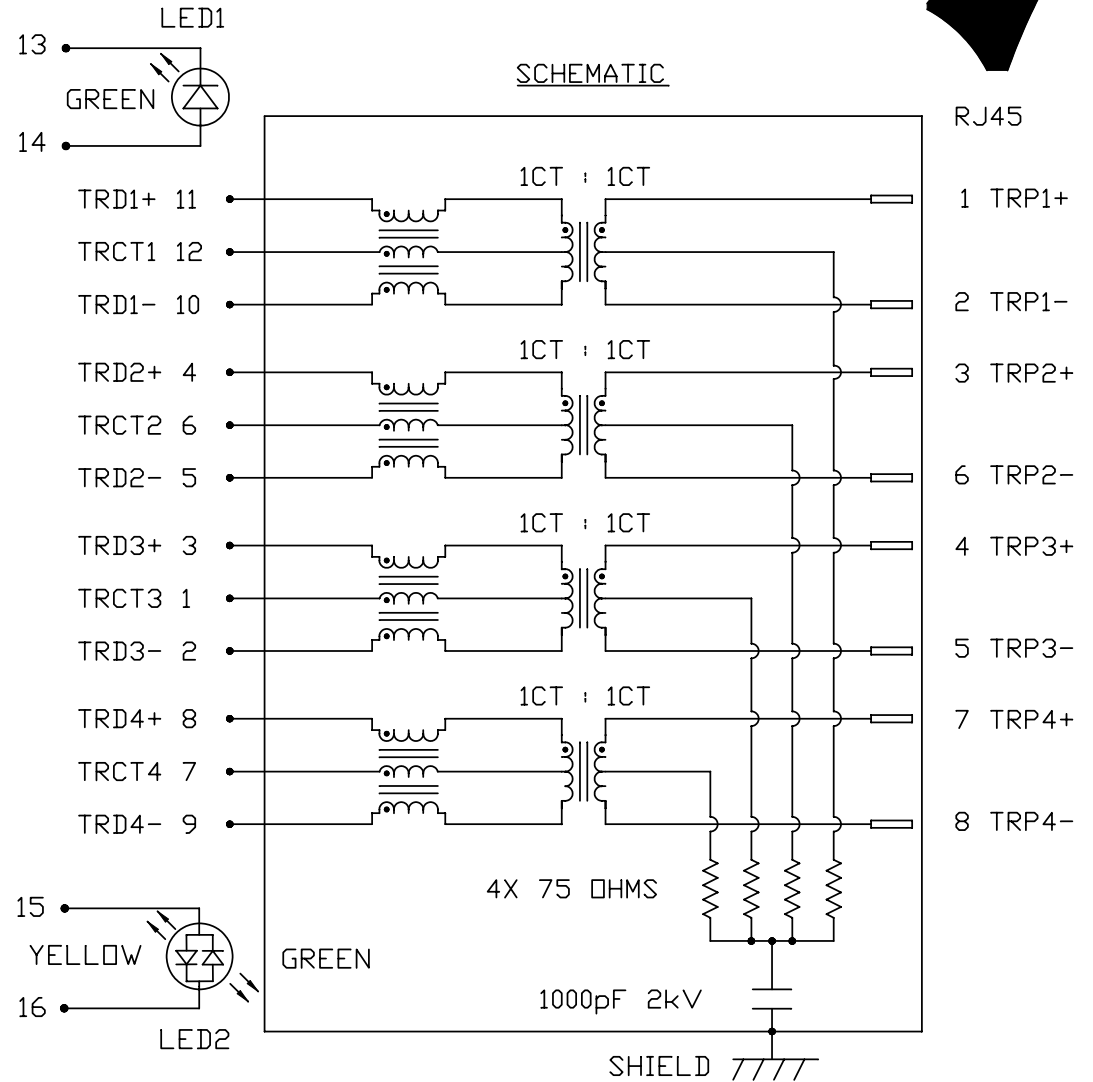 LED1
13
GREEN
14
SCHEMATIC
RJ45
1CT : 1CT
TRD1+ 11
1 TRP1+
TRCT1 12
TRD1- 10
2 TRP1-
1CT : 1CT
TRD2+ 4
3 TRP2+
TRCT2 6
TRD2- 5
6 TRP2-
1CT : 1CT
TRD3+ 3
4 TRP3+
TRCT3 1
TRD3- 2
5 TRP3-
1CT : 1CT
TRD4+ 8
7 TRP4+
TRCT4 7
TRD4- 9
8 TRP4-
4X 75 OHMS
15
YELLOW
GREEN
16
LED2
1000pF 2kV
SHIELD